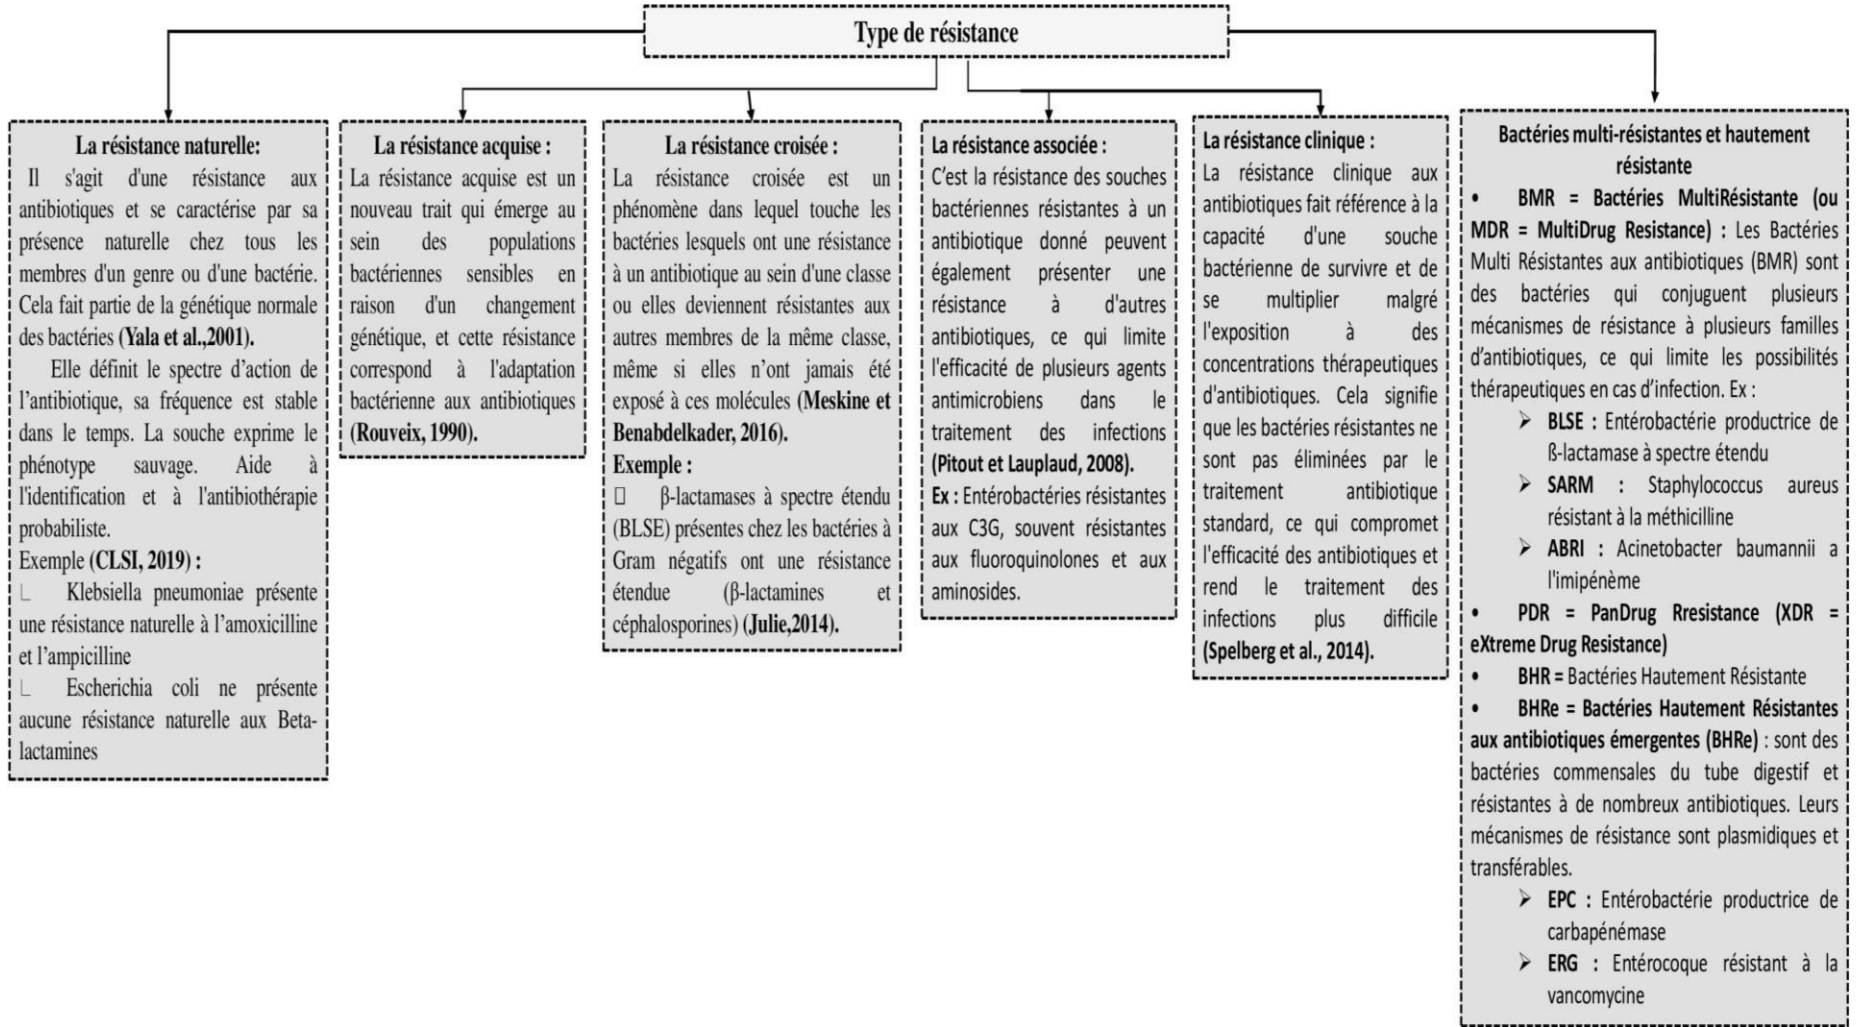 Type de résistance
La résistance naturelle:
Il s'agit d'une résistance aux
antibiotiques et se caractérise par sa
présence naturelle chez tous les
membres d'un genre ou d'une bactérie.
Cela fait partie de la génétique normale
des bactéries (Yala et al.,2001).
Elle définit le spectre d’action de
l’antibiotique, sa fréquence est stable
dans le temps. La souche exprime le
phénotype sauvage. Aide à
l'identification et à l'antibiothérapie
probabiliste.
Exemple (CLSI, 2019) :
Klebsiella pneumoniae présente
une résistance naturelle à l’amoxicilline
et l’ampicilline
Escherichia coli ne présente
aucune résistance naturelle aux Beta-
lactamines
La résistance acquise :
La résistance acquise est un
nouveau trait qui émerge au
sein des populations
bactériennes sensibles en
raison d'un changement
génétique, et cette résistance
correspond à l'adaptation
bactérienne aux antibiotiques
(Rouveix, 1990).
La résistance croisée :
La résistance croisée est un
phénomène dans lequel touche les
bactéries lesquels ont une résistance
à un antibiotique au sein d'une classe
ou elles deviennent résistantes aux
autres membres de la même classe,
même si elles n’ont jamais été
exposé à ces molécules (Meskine et
Benabdelkader, 2016).
Exemple :
□ β-lactamases à spectre étendu
(BLSE) présentes chez les bactéries à
Gram négatifs ont une résistance
étendue (β-lactamines et
céphalosporines) (Julie,2014).
La résistance associée :
C’est la résistance des souches
bactériennes résistantes à un
antibiotique donné peuvent
également présenter une
résistance à d'autres
antibiotiques, ce qui limite
l'efficacité de plusieurs agents
antimicrobiens dans le
traitement des infections
(Pitout et Lauplaud, 2008).
Ex : Entérobactéries résistantes
aux C3G, souvent résistantes
aux fluoroquinolones et aux
aminosides.
La résistance clinique :
La résistance clinique aux
antibiotiques fait référence à la
capacité d'une souche
bactérienne de survivre et de
se multiplier malgré
l'exposition à des
concentrations thérapeutiques
d'antibiotiques. Cela signifie
que les bactéries résistantes ne
sont pas éliminées par le
traitement antibiotique
standard, ce qui compromet
l'efficacité des antibiotiques et
rend le traitement des
infections plus difficile
(Spelberg et al., 2014).
Bactéries multi-résistantes et hautement
résistante
• BMR = Bactéries MultiRésistante (ou
MDR = MultiDrug Resistance) : Les Bactéries
Multi Résistantes aux antibiotiques (BMR) sont
des bactéries qui conjuguent plusieurs
mécanismes de résistance à plusieurs familles
d’antibiotiques, ce qui limite les possibilités
thérapeutiques en cas d’infection. Ex :
➤ BLSE : Entérobactérie productrice de
ß-lactamase à spectre étendu
➤ SARM : Staphylococcus aureus
résistant à la méthicilline
➤ ABRI : Acinetobacter baumannii a
l'imipénème
• PDR = PanDrug Rresistance (XDR =
eXtreme Drug Resistance)
• BHR = Bactéries Hautement Résistante
• BHRe = Bactéries Hautement Résistantes
aux antibiotiques émergentes (BHRe) : sont des
bactéries commensales du tube digestif et
résistantes à de nombreux antibiotiques. Leurs
mécanismes de résistance sont plasmidiques et
transférables.
➤ EPC : Entérobactérie productrice de
carbapénémase
➤ ERG : Entérocoque résistant à la
vancomycine